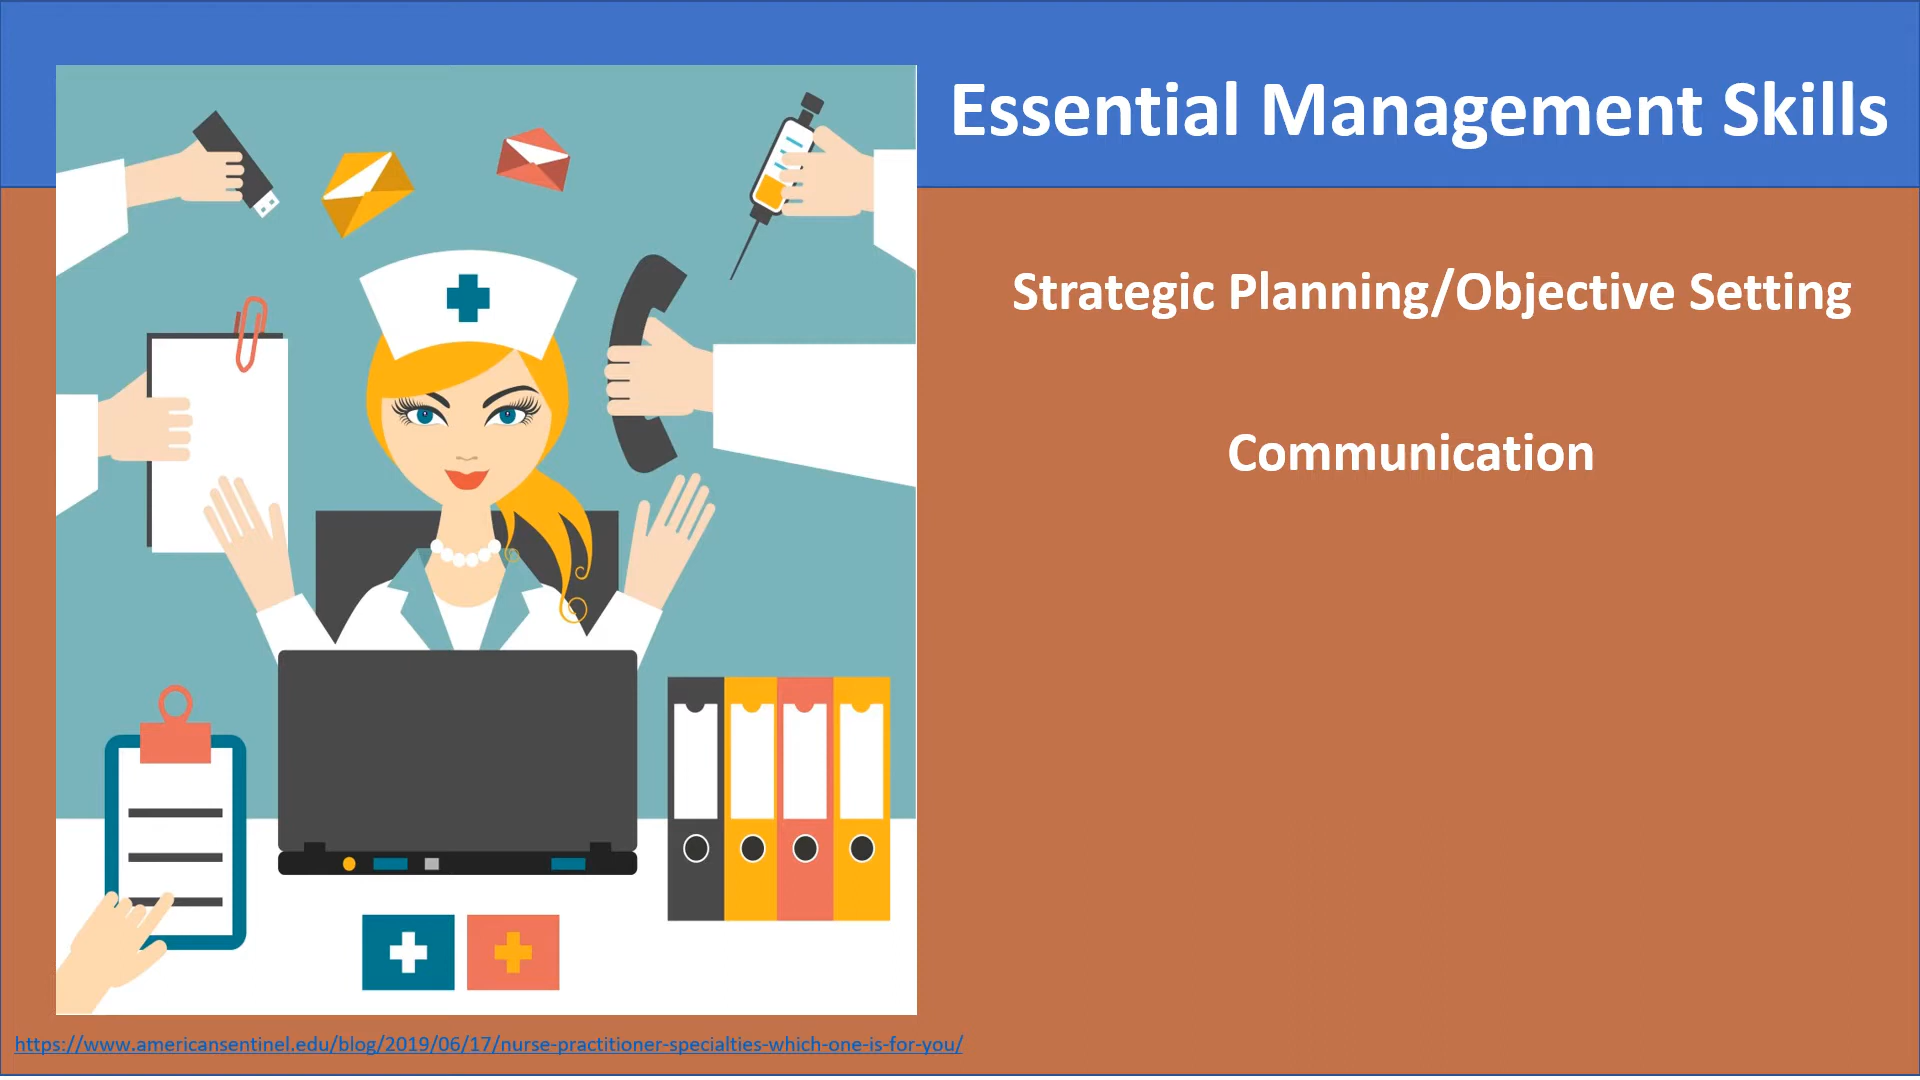 Essential Management Skills
Strategic Planning/Objective Setting
Communication
https://www.americansentinel.edu/blog/2019/06/17/nurse-practitioner-specialties-which-one-is-for-you/